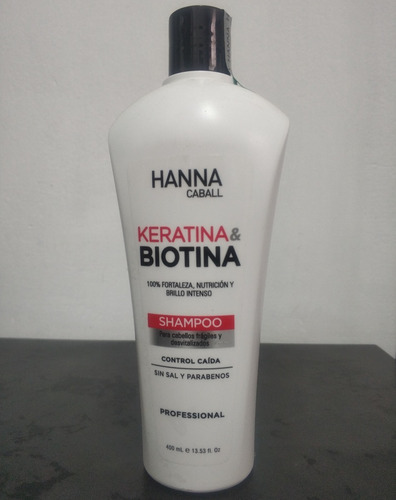 HANNA
CABALL
KERATINA&
BIOTINA
100% FORTALEZA, NUTRICIÓN Y
BRILLO INTENSO
SHAMPOO
Para cabellos frágiles y
desvitalizados
CONTROL CAÍDA
SIN SAL Y PARABENOS
PROFESSIONAL
400 mL e 13.53 fl. Oz